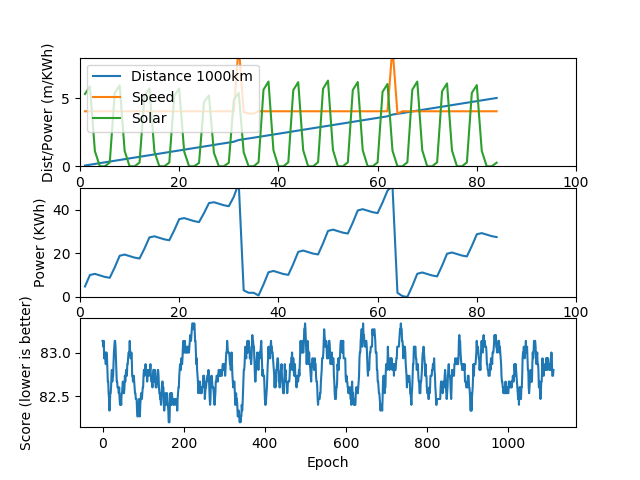 Dist/Power (m/KWh)
5
0
Distance 1000km
Speed
Solar
0 20 40 60 80 100
Power (KWh)
40
20
0
0 20 40 60 80 100
Score (lower is better)
83.0
82.5
0 200 400 600 800 1000
Epoch